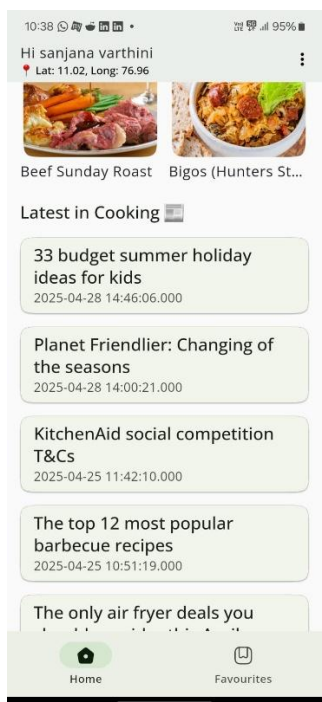 10:38
95%
Hi sanjana varthini
Lat: 11.02, Long: 76.96
Beef Sunday Roast
Bigos (Hunters St...
Latest in Cooking
33 budget summer holiday
ideas for kids
2025-04-28 14:46:06.000
Planet Friendlier: Changing of
the seasons
2025-04-28 14:00:21.000
KitchenAid social competition
T&Cs
2025-04-25 11:42:10.000
The top 12 most popular
barbecue recipes
2025-04-25 10:51:19.000
The only air fryer deals you
Home
Favourites